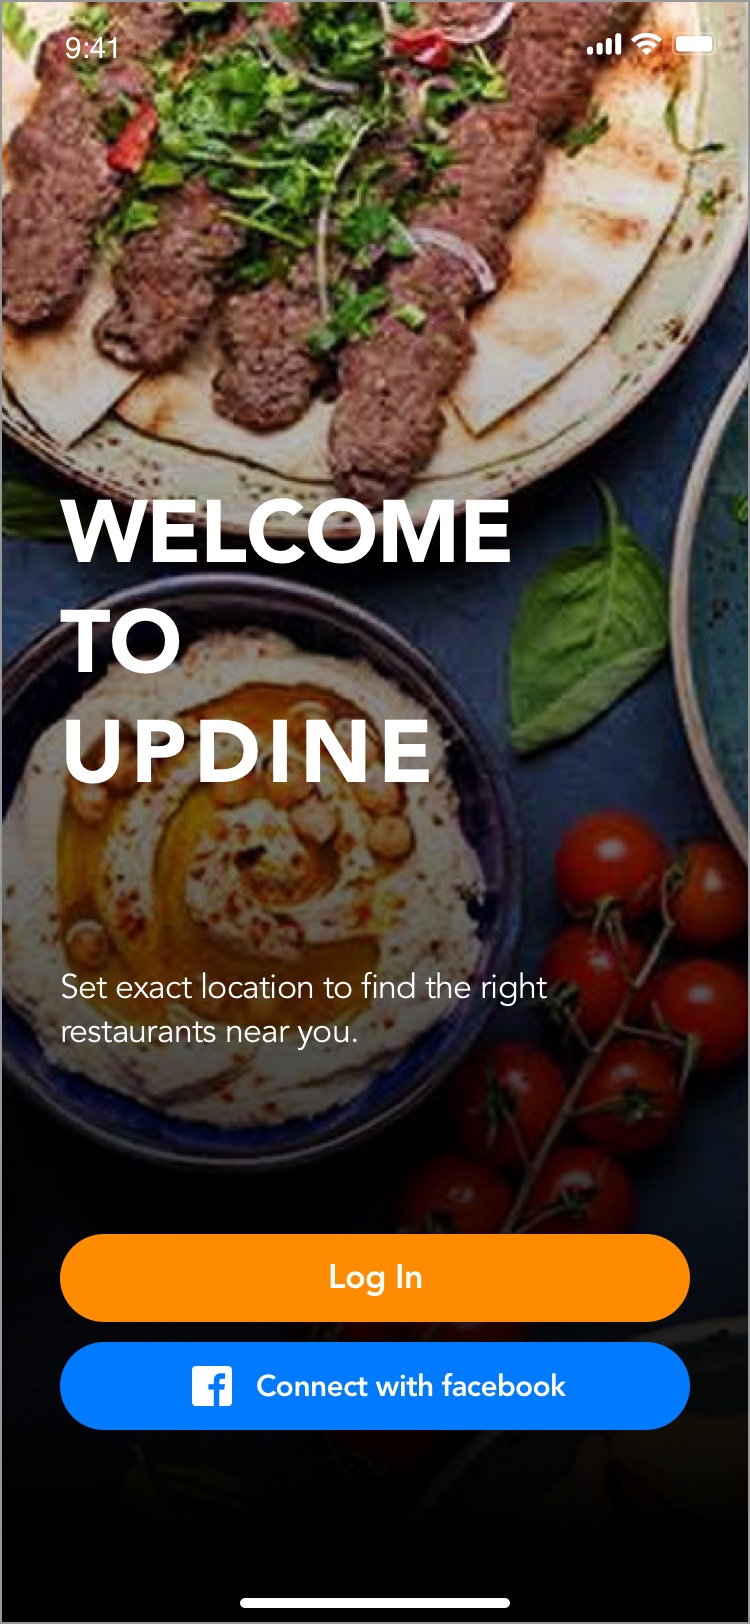 9:41
WELCOME
TO
UPDINE
Set exact location to find the right
restaurants near you.
Log In
Connect with facebook